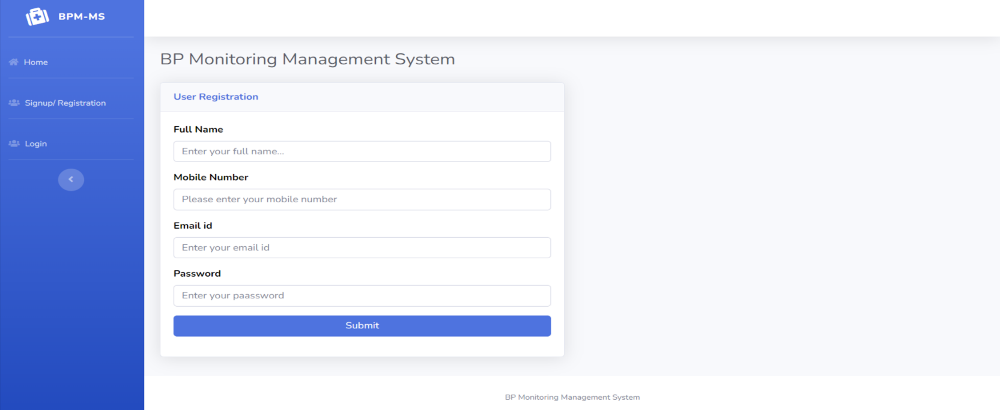 BPM-MS
Home
Signup/ Registration
Login
BP Monitoring Management System
User Registration
Full Name
Enter your full name...
Mobile Number
Please enter your mobile number
Email id
Enter your email id
Password
Enter your paassword
Submit
BP Monitoring Management System